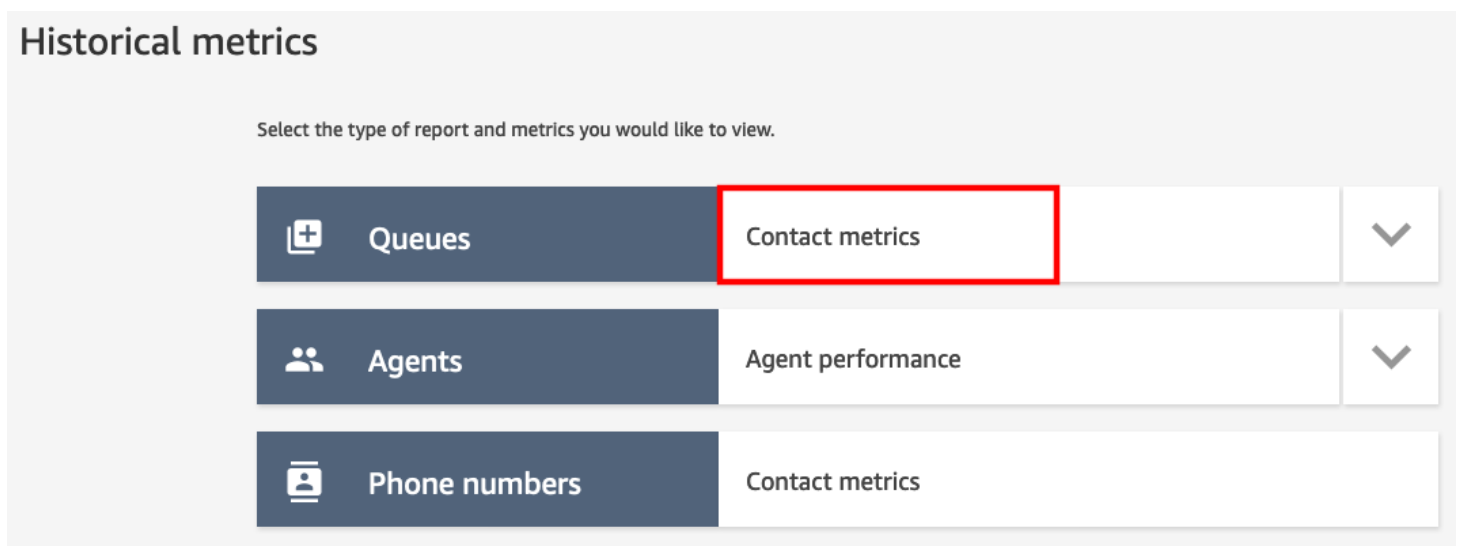 Historical metrics
Select the type of report and metrics you would like to view.
Queues
Contact metrics
Agents
Agent performance
Phone numbers
Contact metrics